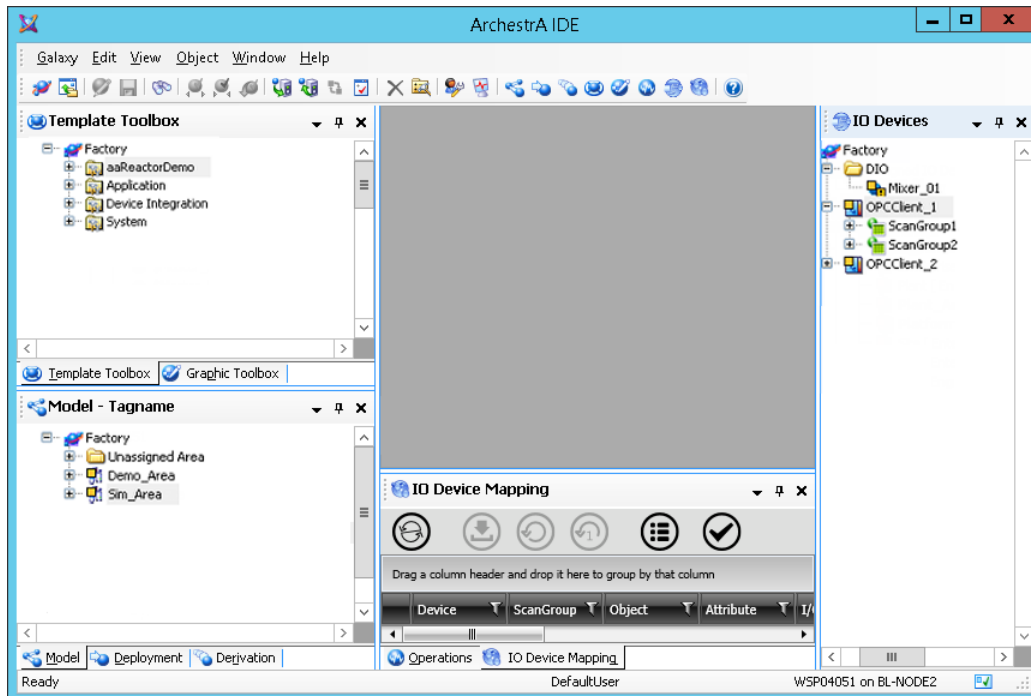 ArchestrA IDE
Galaxy Edit View Object Window Help
Template Toolbox
Factory
aaReactorDemo
Application
Device Integration
System
Template Toolbox Graphic Toolbox
Model - Tagname
Factory
Unassigned Area
Demo_Area
Sim_Area
Model Deployment Derivation
IO Device Mapping
1
Drag a column header and drop it here to group by that column
Device ScanGroup Object Attribute I/
Operations IO Device Mapping
IO Devices
Factory
DIO
Mixer_01
OPCClient_1
ScanGroup1
ScanGroup2
OPCClient_2
Ready DefaultUser WSP04051 on BL-NODE2